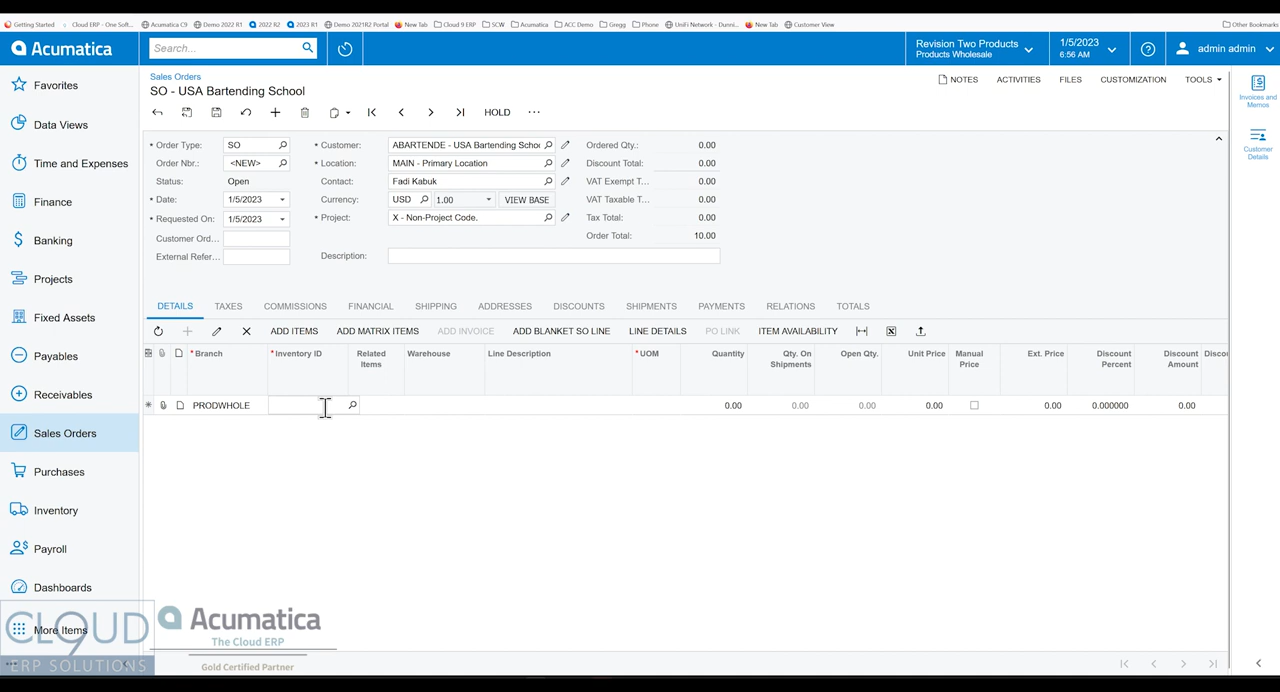 Getting Started Cloud ERP - One Soft... Acumatica C9 Demo 2022 R1 2022 R2 2023 R1 Demo 2021R2 Portal New Tab Cloud 9 ERP SCW Acumatica ACC Demo Gregg Phone UniFi Network - Dunni... New Tab Customer View Other Bookmarks
Acumatica
Search...
Revision Two Products
Products Wholesale
1/5/2023
6:56 AM
admin admin
Favorites
Data Views
Time and Expenses
Finance
Banking
Projects
Fixed Assets
Payables
Receivables
Sales Orders
Purchases
Inventory
Payroll
Dashboards
More Items
Sales Orders
SO - USA Bartending School
NOTES ACTIVITIES FILES CUSTOMIZATION TOOLS
HOLD ...
* Order Type: SO
* Customer: ABARTENDE - USA Bartending Schoo
Ordered Qty.: 0.00
Order Nbr.: <NEW>
* Location: MAIN - Primary Location
Discount Total: 0.00
Status: Open
Contact: Fadi Kabuk
VAT Exempt T... 0.00
* Date: 1/5/2023
Currency: USD 1.00 VIEW BASE
VAT Taxable T... 0.00
* Requested On: 1/5/2023
* Project: X - Non-Project Code.
Tax Total: 0.00
Customer Ord...
Order Total: 10.00
External Refer...
Description:
DETAILS TAXES COMMISSIONS FINANCIAL SHIPPING ADDRESSES DISCOUNTS SHIPMENTS PAYMENTS RELATIONS TOTALS
ADD ITEMS ADD MATRIX ITEMS ADD INVOICE ADD BLANKET SO LINE LINE DETAILS PO LINK ITEM AVAILABILITY
* Branch * Inventory ID Related Items Warehouse Line Description * UOM Quantity Qty. On Shipments Open Qty. Unit Price Manual Price Ext. Price Discount Percent Discount Amount Discou
PRODWHOLE 0.00 0.00 0.00 0.00 0.00 0.000000 0.00
Invoices and Memos
Customer Details
CLOUD 9
ERP SOLUTIONS
Acumatica
The Cloud ERP
Gold Certified Partner